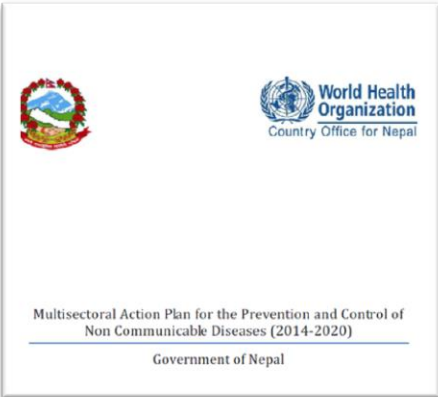 World Health
Organization
Country Office for Nepal
Multisectoral Action Plan for the Prevention and Control of
Non Communicable Diseases (2014-2020)
Government of Nepal